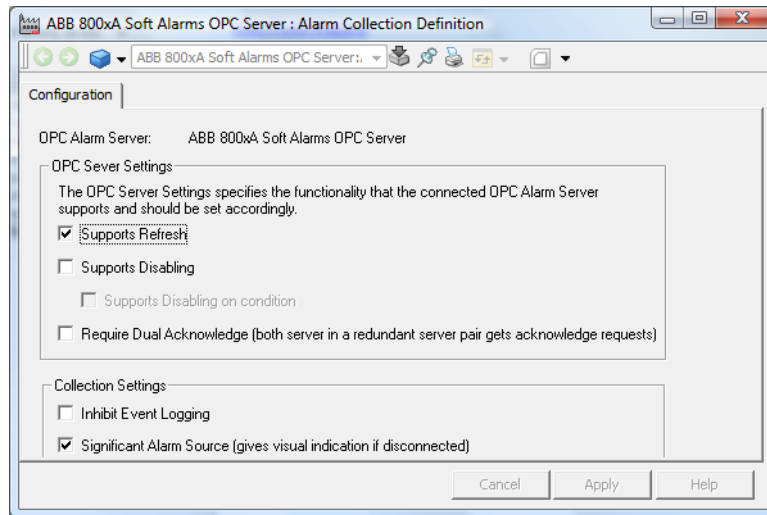 ABB 800xA Soft Alarms OPC Server : Alarm Collection Definition
ABB 800xA Soft Alarms OPC Server:.
Configuration
OPC Alarm Server: ABB 800xA Soft Alarms OPC Server
OPC Sever Settings
The OPC Server Settings specifies the functionality that the connected OPC Alarm Server
supports and should be set accordingly.
Supports Refresh
Supports Disabling
Supports Disabling on condition
Require Dual Acknowledge (both server in a redundant server pair gets acknowledge requests)
Collection Settings
Inhibit Event Logging
Significant Alarm Source (gives visual indication if disconnected)
Cancel Apply Help